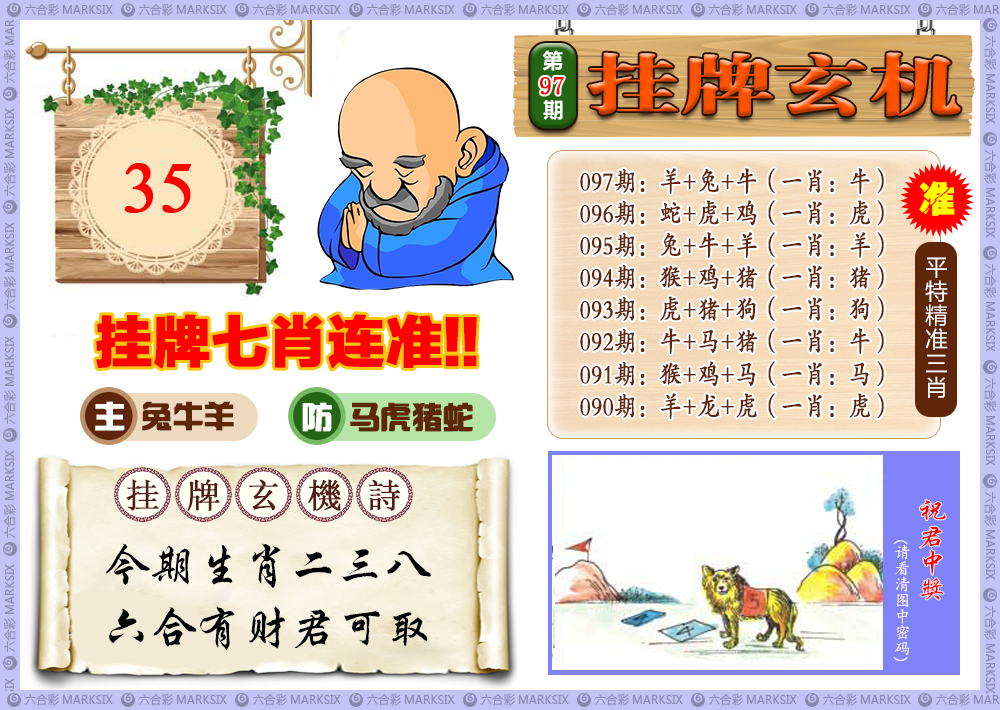 六合彩 MARKSIX
第97期
挂牌玄机
35
挂牌七肖连准!!
主 兔牛羊
防 马虎猪蛇
挂牌玄機詩
今期生肖二三八
六合有财君可取
097期：羊+兔+牛（一肖：牛）
096期：蛇+虎+鸡（一肖：虎）
095期：兔+牛+羊（一肖：羊）
094期：猴+鸡+猪（一肖：猪）
093期：虎+猪+狗（一肖：狗）
092期：牛+马+猪（一肖：牛）
091期：猴+鸡+马（一肖：马）
090期：羊+龙+虎（一肖：虎）
准
平特精准三肖
祝君中獎
（请看清图中密码）